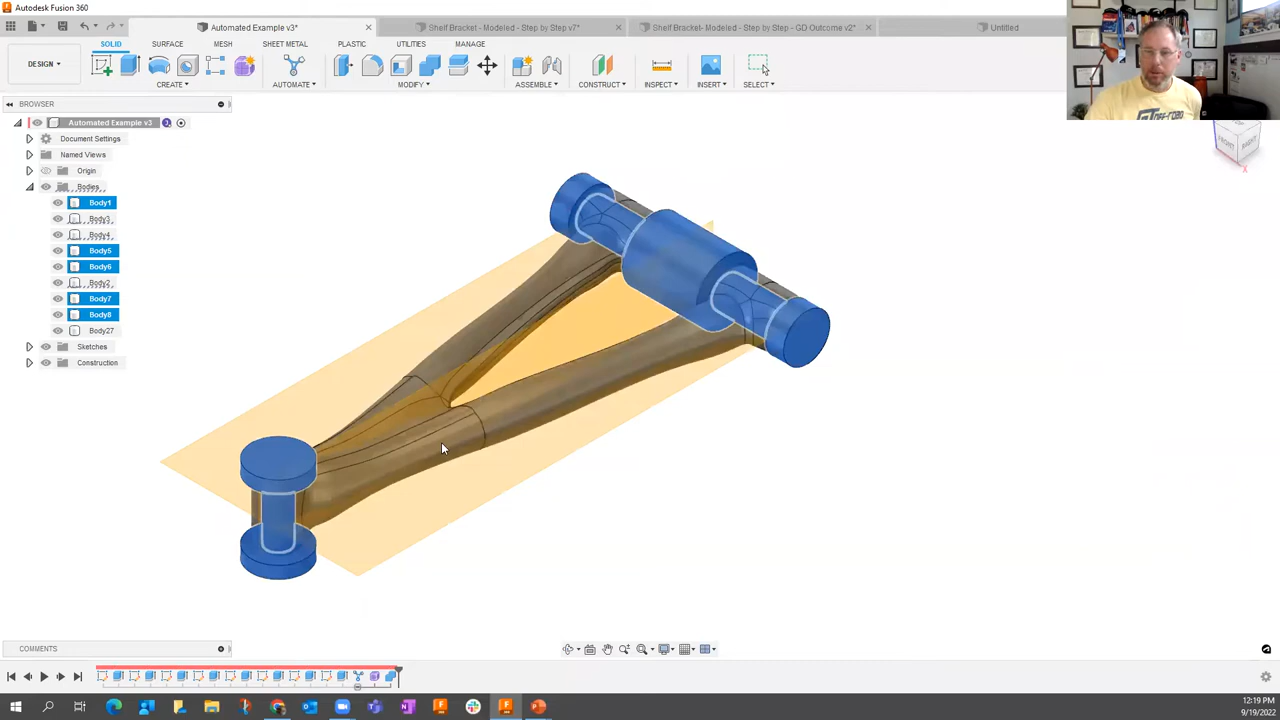 Autodesk Fusion 360
Automated Example v3*
Shelf Bracket - Modeled - Step by Step v7*
Shelf Bracket- Modeled - Step by Step - GD Outcome v2*
Untitled
SOLID SURFACE MESH SHEET METAL PLASTIC UTILITIES MANAGE
DESIGN
CREATE AUTOMATE MODIFY ASSEMBLE CONSTRUCT INSPECT INSERT SELECT
BROWSER
Automated Example v3
Document Settings
Named Views
Origin
Bodies
Body1
Body3
Body4
Body5
Body6
Body2
Body7
Body8
Body27
Sketches
Construction
FRONT RIGHT
X
COMMENTS
12:19 PM
9/19/2022